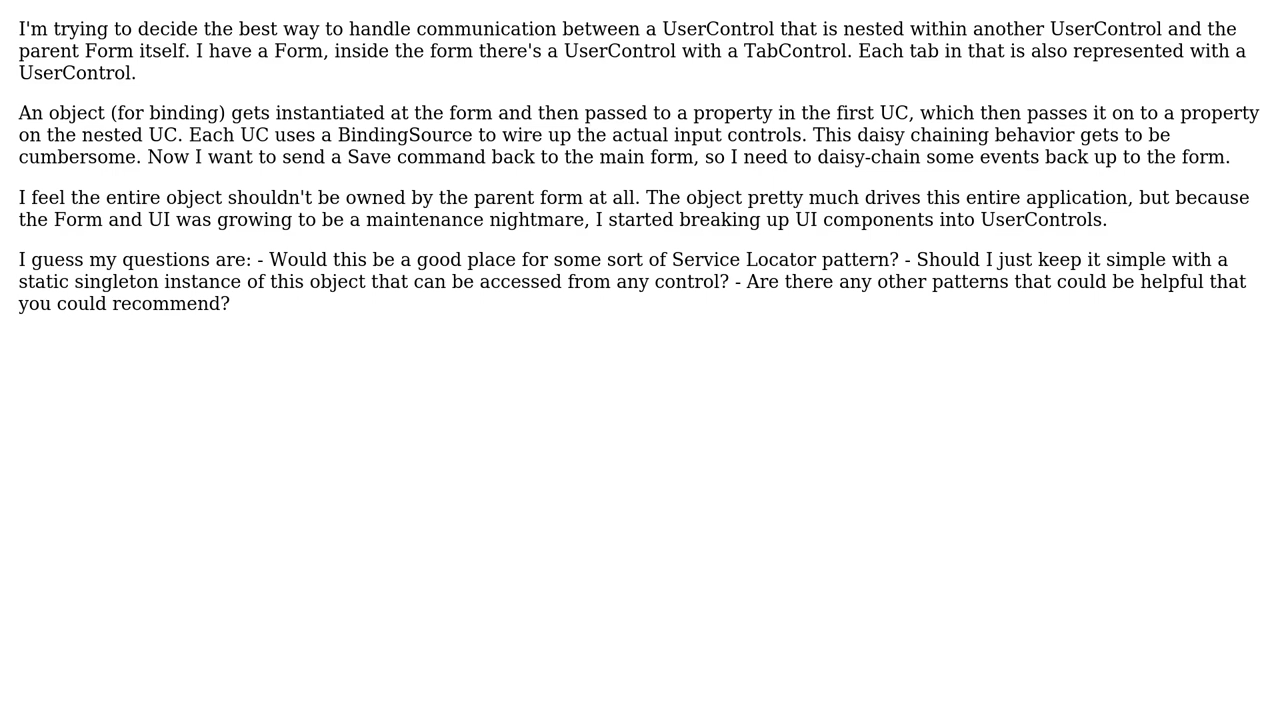 I'm trying to decide the best way to handle communication between a UserControl that is nested within another UserControl and the
parent Form itself. I have a Form, inside the form there's a UserControl with a TabControl. Each tab in that is also represented with a
UserControl.
An object (for binding) gets instantiated at the form and then passed to a property in the first UC, which then passes it on to a property
on the nested UC. Each UC uses a BindingSource to wire up the actual input controls. This daisy chaining behavior gets to be
cumbersome. Now I want to send a Save command back to the main form, so I need to daisy-chain some events back up to the form.
I feel the entire object shouldn't be owned by the parent form at all. The object pretty much drives this entire application, but because
the Form and UI was growing to be a maintenance nightmare, I started breaking up UI components into UserControls.
I guess my questions are: - Would this be a good place for some sort of Service Locator pattern? - Should I just keep it simple with a
static singleton instance of this object that can be accessed from any control? - Are there any other patterns that could be helpful that
you could recommend?